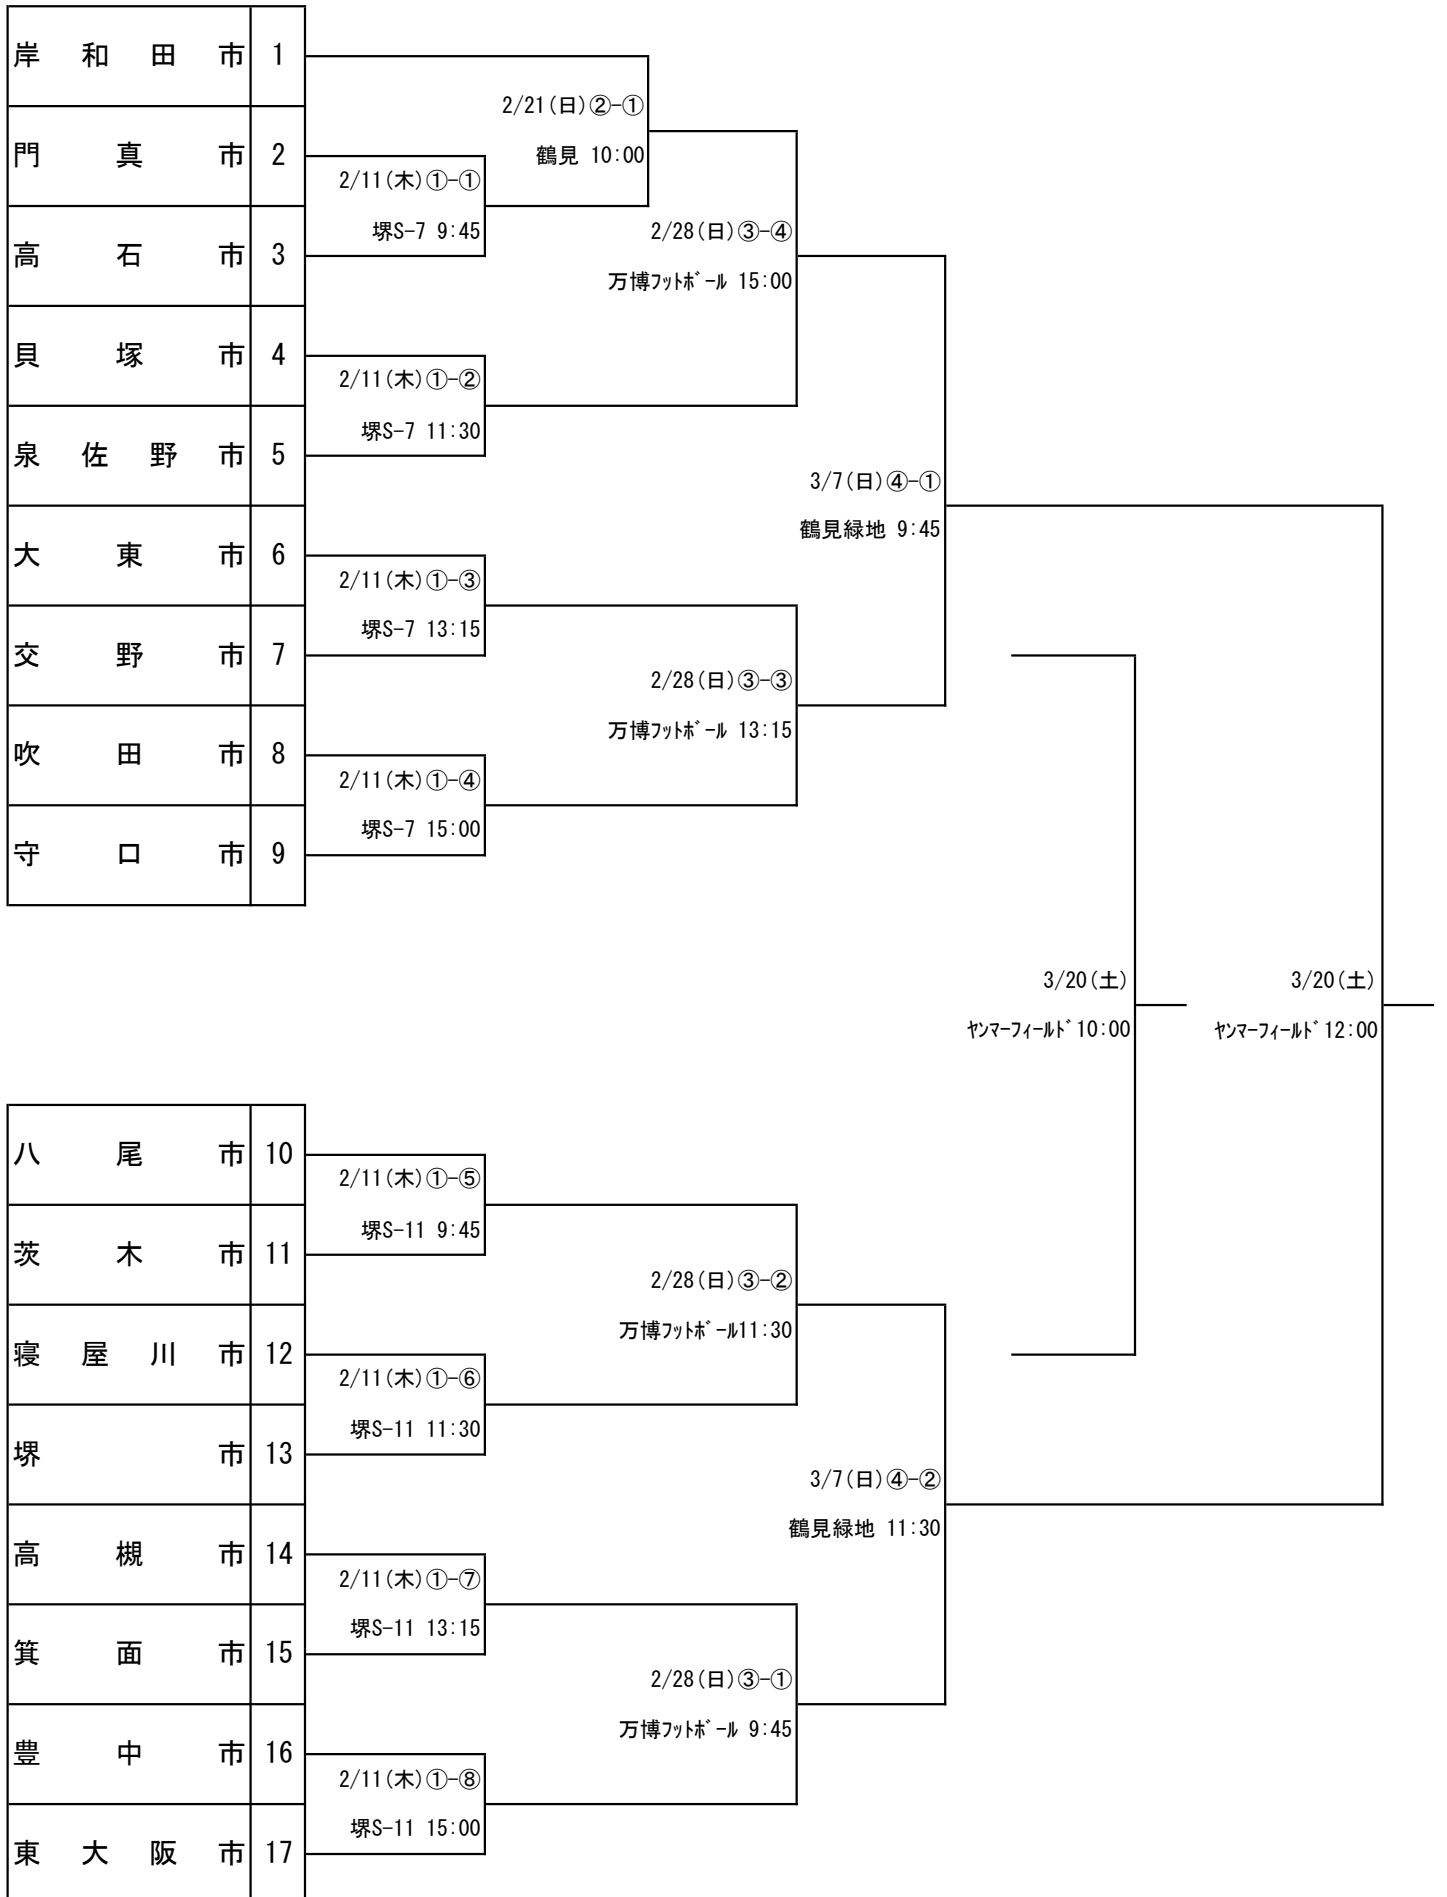 岸和田市 1
2/21(日)②-①
門真市 2
鶴見 10:00
2/11(木)①-①
堺S-7 9:45
2/28(日)③-④
高石市 3
万博ﾌｯﾄﾎﾞｰﾙ 15:00
貝塚市 4
2/11(木)①-②
堺S-7 11:30
泉佐野市 5
3/7(日)④-①
鶴見緑地 9:45
大東市 6
2/11(木)①-③
堺S-7 13:15
交野市 7
2/28(日)③-③
万博ﾌｯﾄﾎﾞｰﾙ 13:15
吹田市 8
2/11(木)①-④
堺S-7 15:00
守口市 9
3/20(土)
ﾔﾝﾏｰﾌｨｰﾙﾄﾞ10:00
3/20(土)
ﾔﾝﾏｰﾌｨｰﾙﾄﾞ12:00
八尾市 10
2/11(木)①-⑤
堺S-11 9:45
茨木市 11
2/28(日)③-②
万博ﾌｯﾄﾎﾞｰﾙ11:30
寝屋川市 12
2/11(木)①-⑥
堺S-11 11:30
堺市 13
3/7(日)④-②
鶴見緑地 11:30
高槻市 14
2/11(木)①-⑦
堺S-11 13:15
箕面市 15
2/28(日)③-①
万博ﾌｯﾄﾎﾞｰﾙ 9:45
豊中市 16
2/11(木)①-⑧
堺S-11 15:00
東大阪市 17